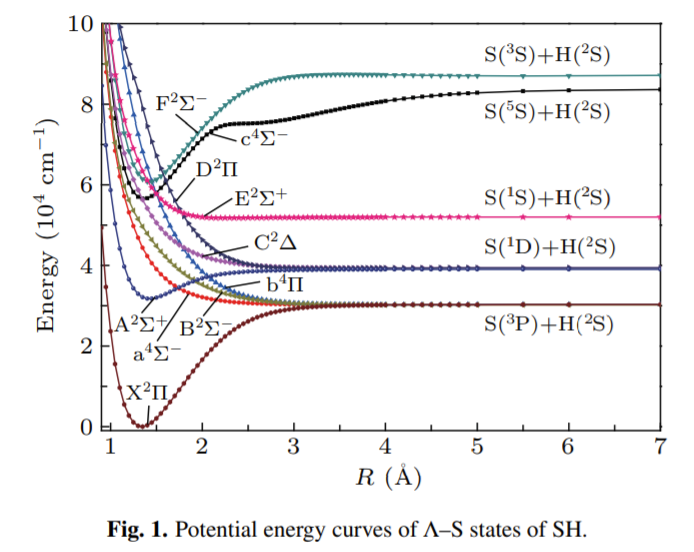 10
8
6
4
2
0
Energy (10⁴ cm⁻¹)
S(³S)+H(²S)
F²Σ⁻
S(⁵S)+H(²S)
c⁴Σ⁻
D²Π
E²Σ⁺
S(¹S)+H(²S)
C²Δ
S(¹D)+H(²S)
b⁴Π
A²Σ⁺
B²Σ⁻
S(³P)+H(²S)
a⁴Σ⁻
X²Π
1 2 3 4 5 6 7
R (Å)
Fig. 1. Potential energy curves of Λ–S states of SH.